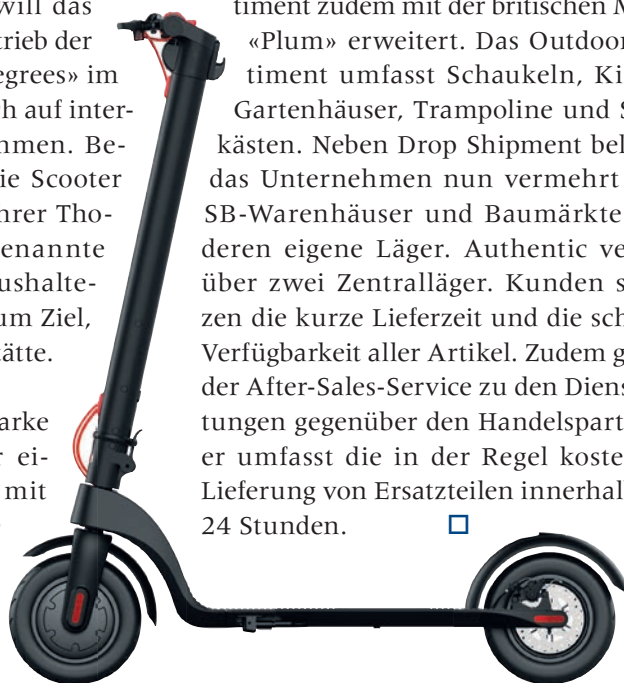 will das
trieb der
egrees» im
h auf inter-
hmen. Be-
ie Scooter
hrer Tho-
enannte
ushalte-
um Ziel,
tätte.
arke
r ei-
mit
timent zudem mit der britischen M
«Plum» erweitert. Das Outdoor
timent umfasst Schaukeln, Ki
Gartenhäuser, Trampoline und S
kästen. Neben Drop Shipment bel
das Unternehmen nun vermehrt
SB-Warenhäuser und Baumärkte
deren eigene Läger. Authentic ve
über zwei Zentralläger. Kunden s
zen die kurze Lieferzeit und die sch
Verfügbarkeit aller Artikel. Zudem g
der After-Sales-Service zu den Diens
tungen gegenüber den Handelspart
er umfasst die in der Regel koste
Lieferung von Ersatzteilen innerhal
24 Stunden.